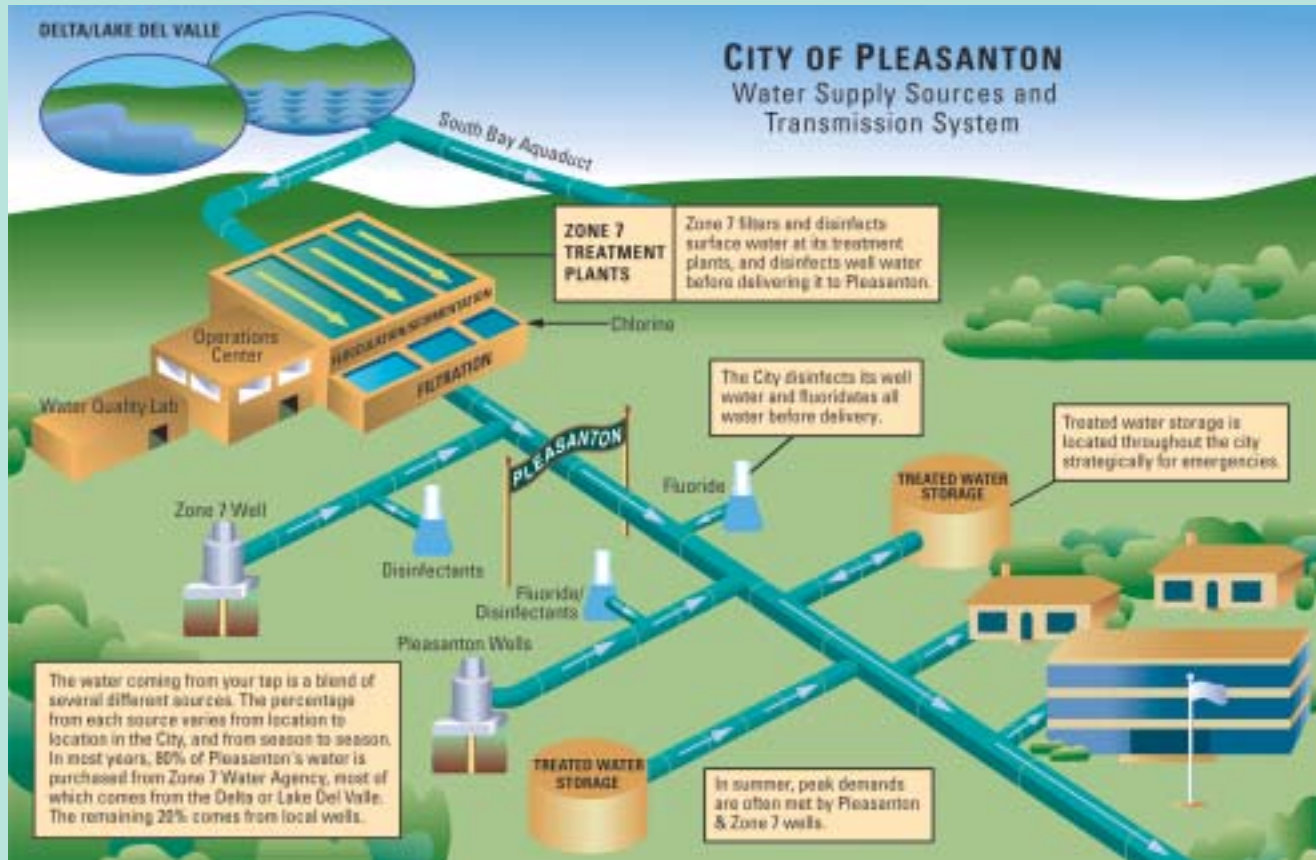 DELTA/LAKE DEL VALLE
CITY OF PLEASANTON
Water Supply Sources and
Transmission System
South Bay Aquaduct
ZONE 7
TREATMENT
PLANTS
Zone 7 filters and disinfects
surface water at its treatment
plants, and disinfects well water
before delivering it to Pleasanton.
Chlorine
FLOCCULATION/SEDIMENTATION
FILTRATION
Operations
Center
Water Quality Lab
The City disinfects its well
water and fluoridates all
water before delivery.
Treated water storage is
located throughout the city
strategically for emergencies.
PLEASANTON
Fluoride
TREATED WATER
STORAGE
Zone 7 Well
Disinfectants
Fluoride/
Disinfectants
Pleasanton Wells
The water coming from your tap is a blend of
several different sources. The percentage
from each source varies from location to
location in the City, and from season to season.
In most years, 80% of Pleasanton's water is
purchased from Zone 7 Water Agency, most of
which comes from the Delta or Lake Del Valle.
The remaining 20% comes from local wells.
TREATED WATER
STORAGE
In summer, peak demands
are often met by Pleasanton
& Zone 7 wells.